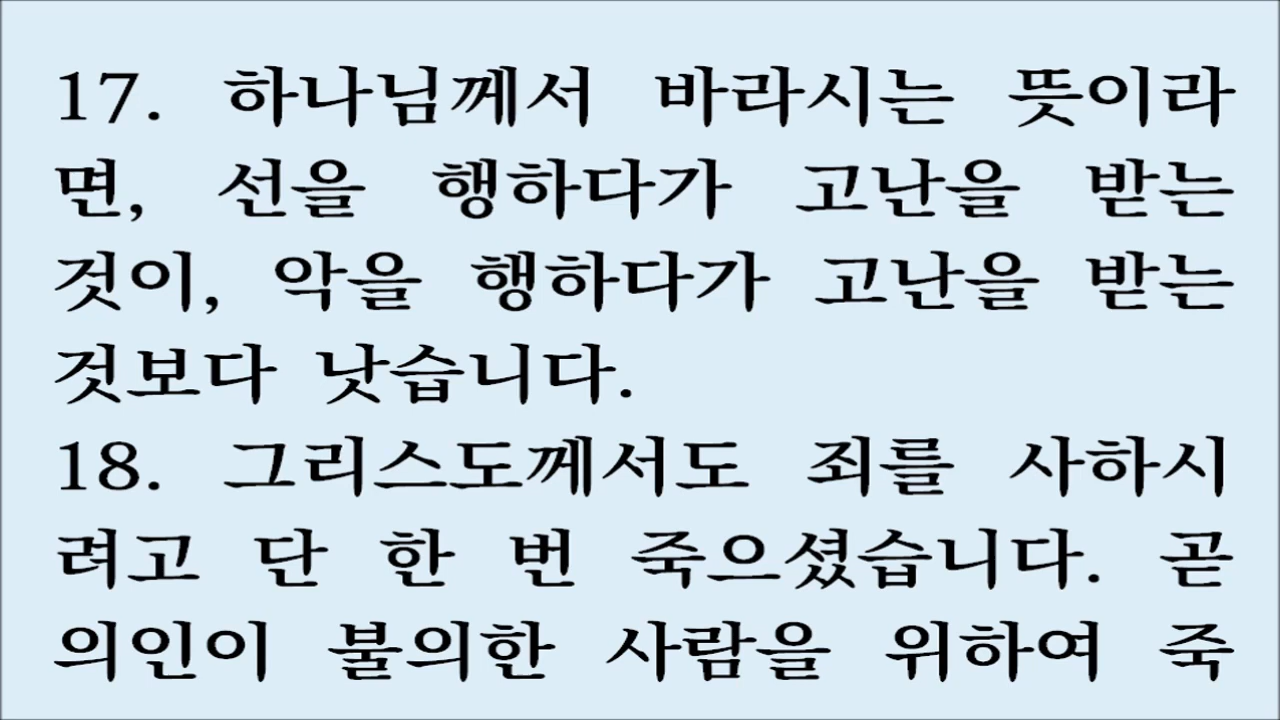 17. 하나님께서 바라시는 뜻이라
면, 선을 행하다가 고난을 받는
것이, 악을 행하다가 고난을 받는
것보다 낫습니다.
18. 그리스도께서도 죄를 사하시
려고 단 한 번 죽으셨습니다. 곧
의인이 불의한 사람을 위하여 죽